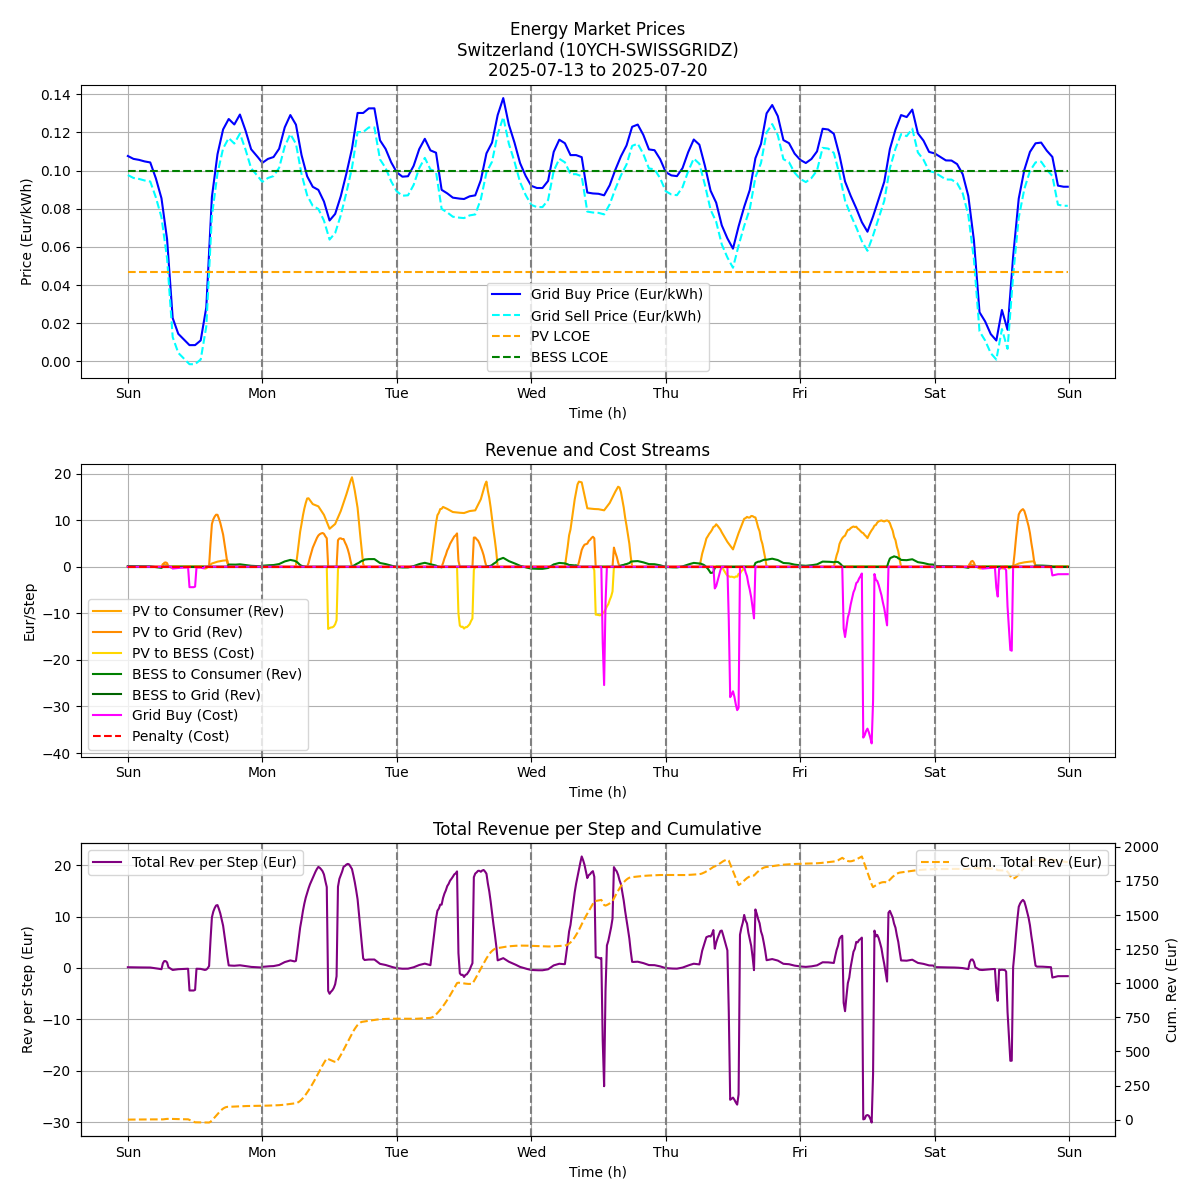 Energy Market Prices
Switzerland (10YCH-SWISSGRIDZ)
2025-07-13 to 2025-07-20
Price (Eur/kWh)
0.14
0.12
0.10
0.08
0.06
0.04
0.02
0.00
Grid Buy Price (Eur/kWh)
Grid Sell Price (Eur/kWh)
PV LCOE
BESS LCOE
Sun Mon Tue Wed Thu Fri Sat Sun
Time (h)
Revenue and Cost Streams
Eur/Step
20
10
0
−10
−20
−30
−40
PV to Consumer (Rev)
PV to Grid (Rev)
PV to BESS (Cost)
BESS to Consumer (Rev)
BESS to Grid (Rev)
Grid Buy (Cost)
Penalty (Cost)
Sun Mon Tue Wed Thu Fri Sat Sun
Time (h)
Total Revenue per Step and Cumulative
Rev per Step (Eur)
20
10
0
−10
−20
−30
Total Rev per Step (Eur)
Cum. Total Rev (Eur)
2000
1750
1500
1250
1000
750
500
250
0
Cum. Rev (Eur)
Sun Mon Tue Wed Thu Fri Sat Sun
Time (h)